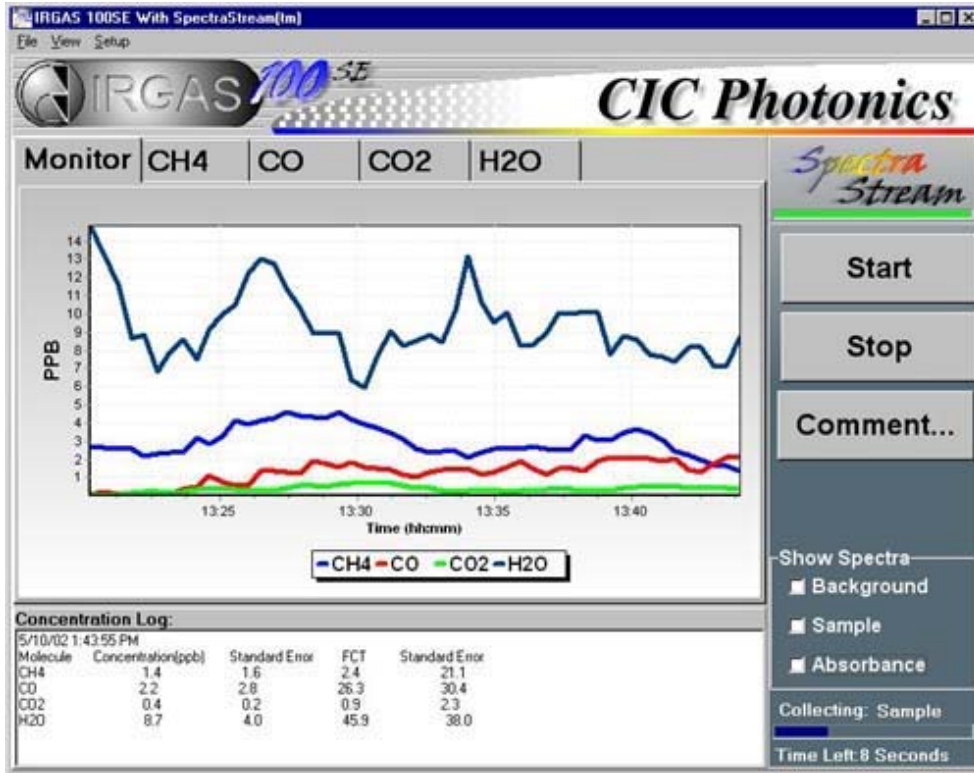 IRGAS 100SE With SpectraStream(tm)
File View Setup
IRGAS 100 SE
CIC Photonics
Monitor CH4 CO CO2 H2O
Spectra
Stream
14
13
12
11
10
9
8
7
6
5
4
3
2
1
PPB
13:25 13:30 13:35 13:40
Time (hh:mm)
CH4 CO CO2 H2O
Start
Stop
Comment...
Show Spectra
Background
Sample
Absorbance
Collecting: Sample
Time Left:8 Seconds
Concentration Log:
5/10/02 1:43:55 PM
Molecule Concentration(ppb) Standard Error FCT Standard Error
CH4 1.4 1.6 2.4 21.1
CO 2.2 2.8 26.3 30.4
CO2 0.4 0.2 0.9 2.3
H2O 8.7 4.0 45.9 38.0